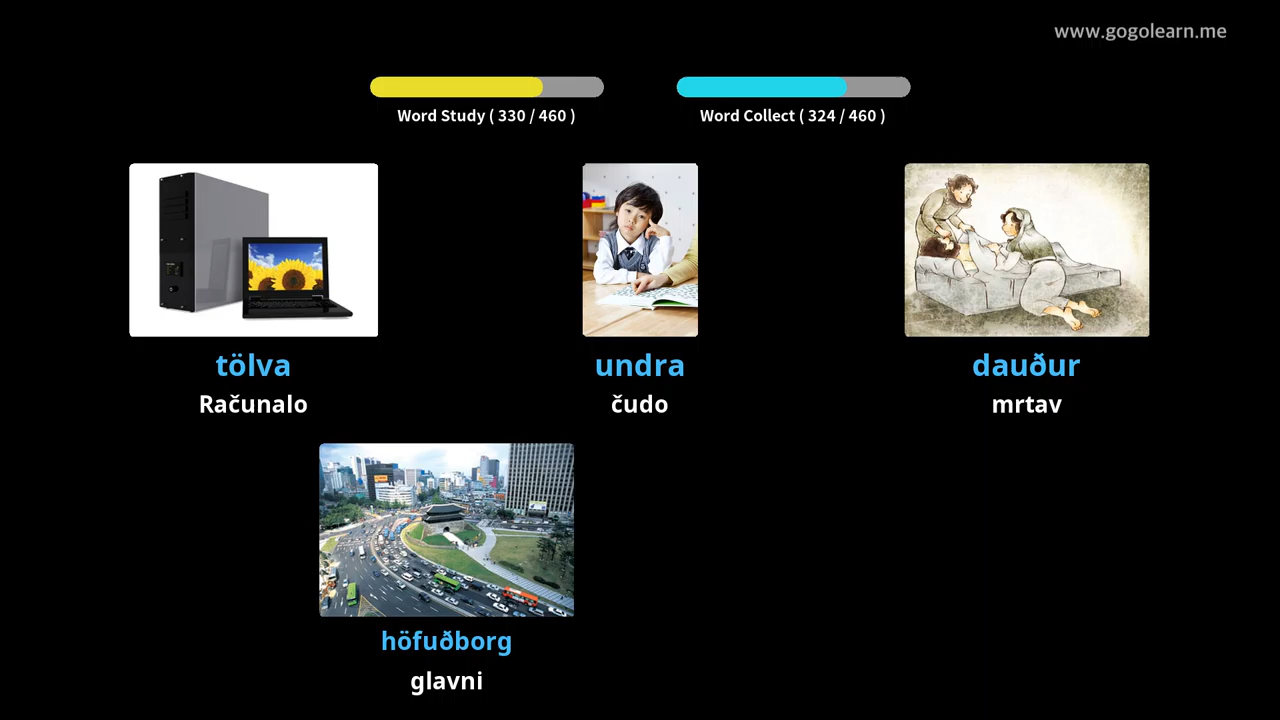 www.gogolearn.me
Word Study ( 330 / 460 )
Word Collect ( 324 / 460 )
tölva
Računalo
undra
čudo
dauður
mrtav
höfuðborg
glavni